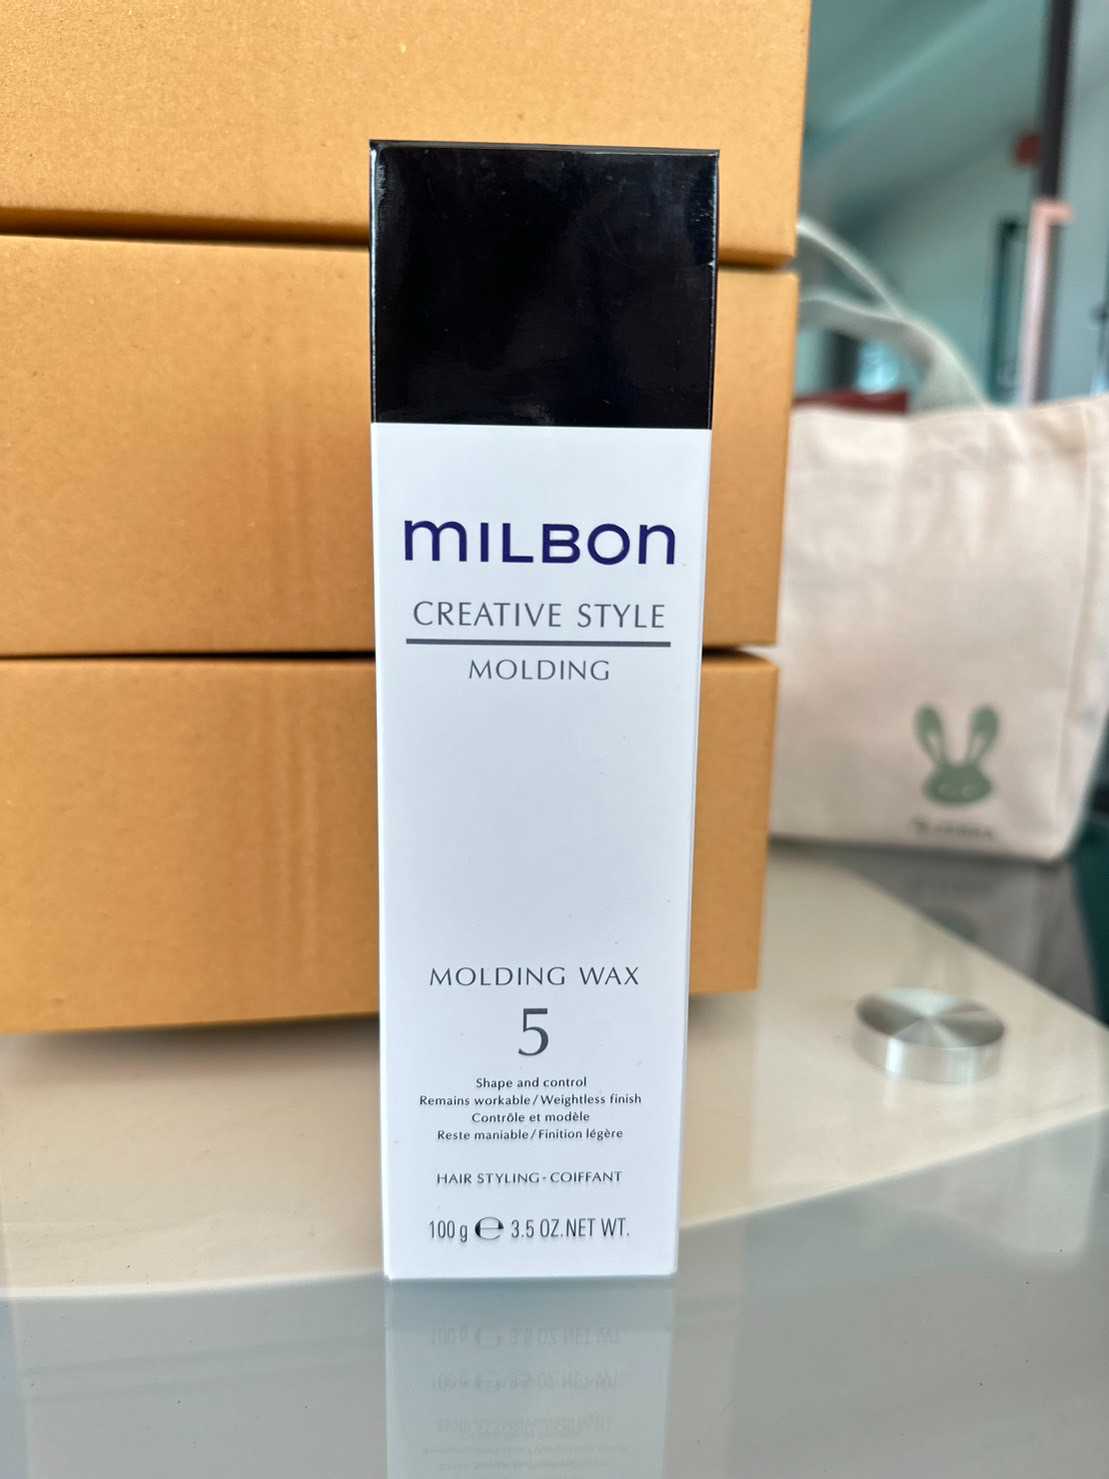 MILBON
CREATIVE STYLE
MOLDING
MOLDING WAX
5
Shape and control
Remains workable/Weightless finish
Contrôle et modèle
Reste maniable/Finition légère
HAIR STYLING-COIFFANT
100 g ℮ 3.5 OZ.NET WT.